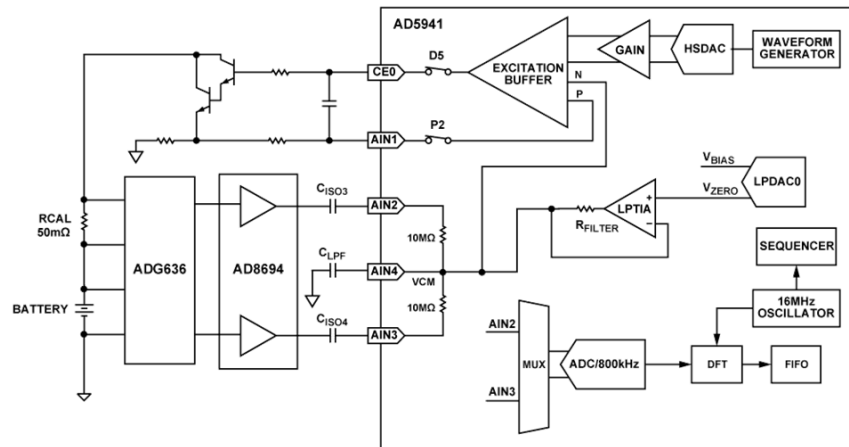 AD5941
D5
CE0
EXCITATION
BUFFER
N
P
GAIN
HSDAC
WAVEFORM
GENERATOR
AIN1
P2
RCAL
50mΩ
ADG636
AD8694
CISO3
AIN2
10MΩ
CLPF
AIN4
VCM
10MΩ
CISO4
AIN3
BATTERY
VBIAS
VZERO
LPDAC0
LPTIA
+
−
RFILTER
SEQUENCER
16MHz
OSCILLATOR
AIN2
AIN3
MUX
ADC/800kHz
DFT
FIFO